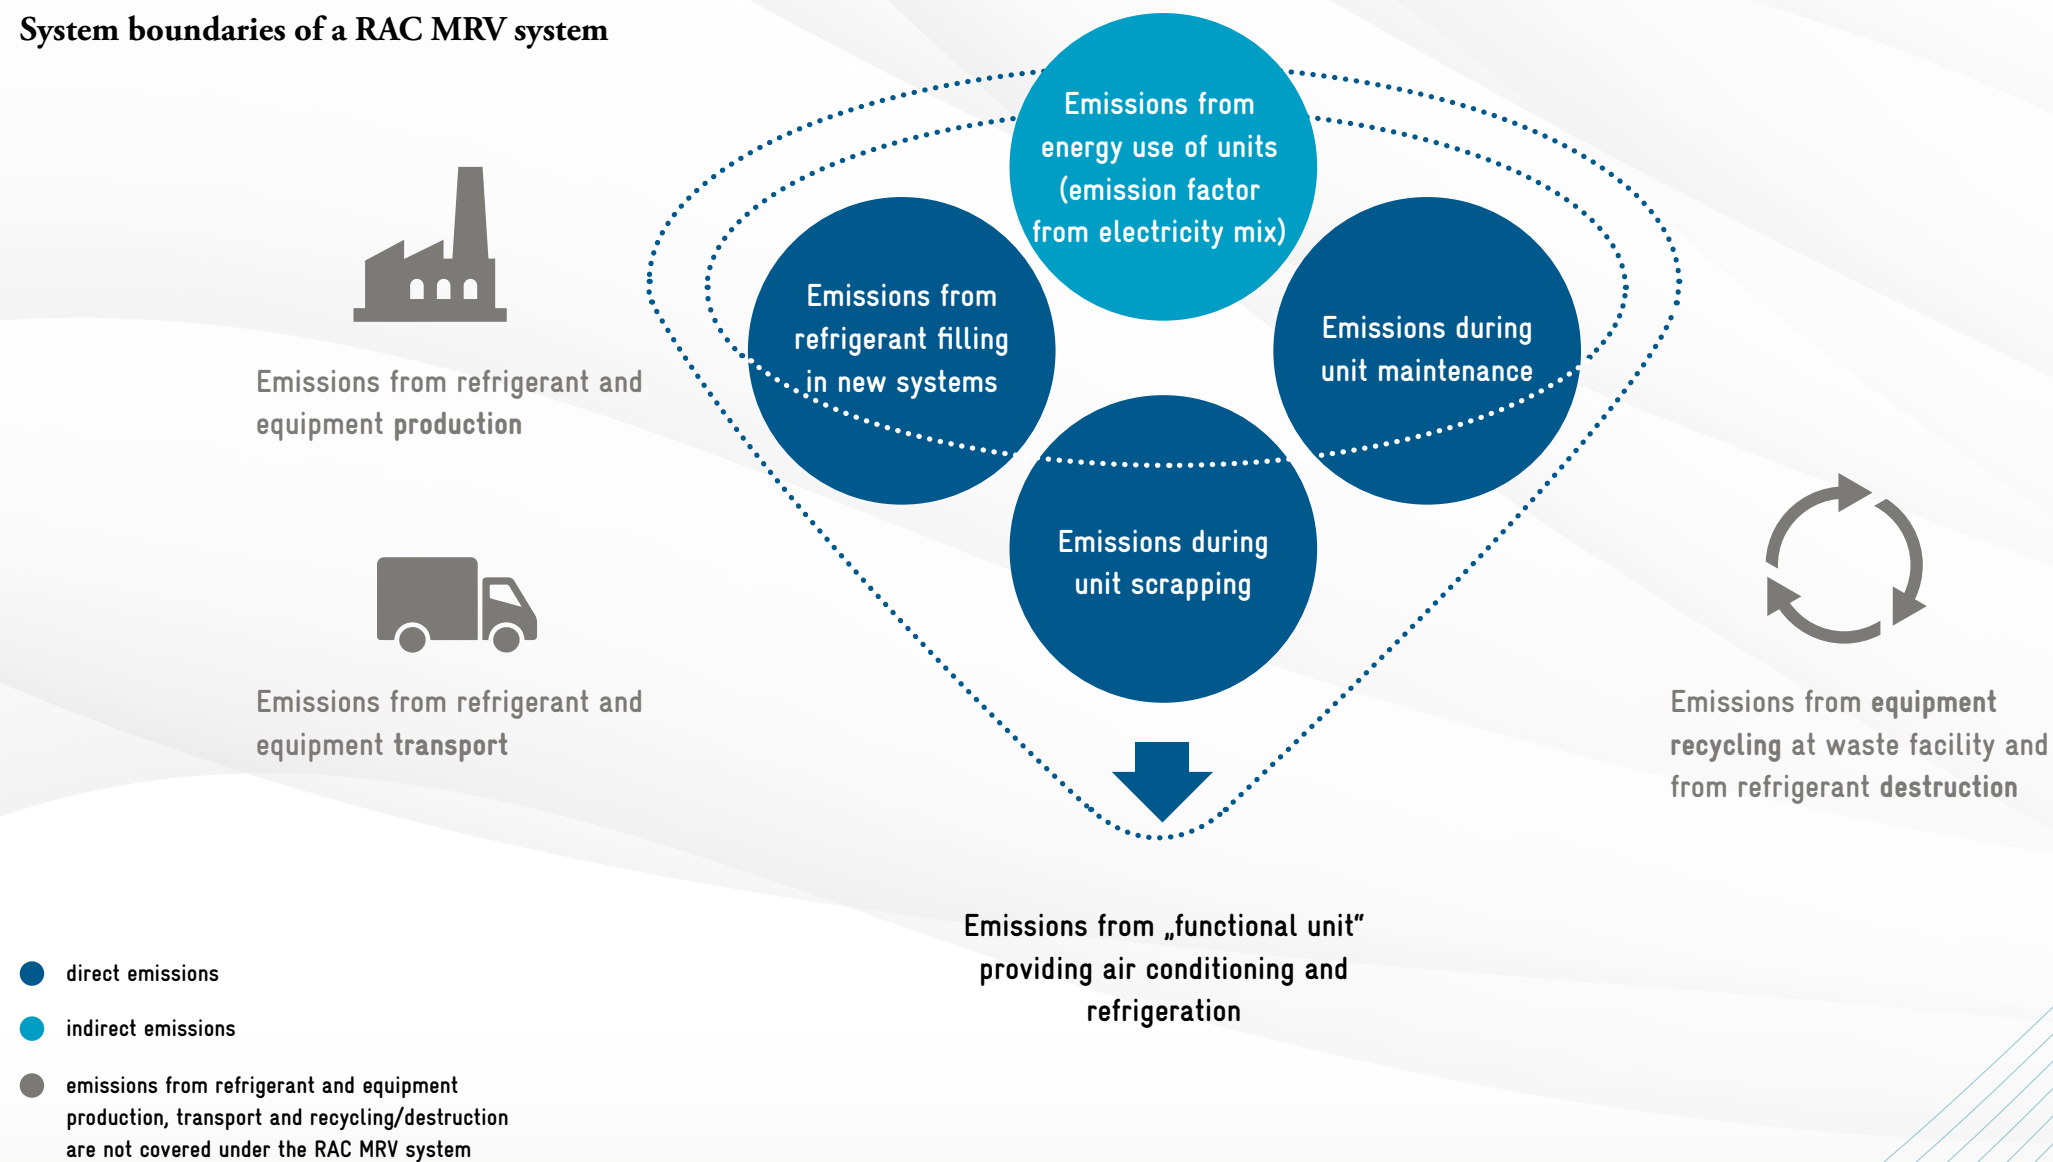 System boundaries of a RAC MRV system
Emissions from
energy use of units
(emission factor
from electricity mix)
Emissions from
refrigerant filling
in new systems
Emissions during
unit maintenance
Emissions during
unit scrapping
Emissions from refrigerant and
equipment production
Emissions from refrigerant and
equipment transport
Emissions from equipment
recycling at waste facility and
from refrigerant destruction
Emissions from „functional unit“
providing air conditioning and
refrigeration
direct emissions
indirect emissions
emissions from refrigerant and equipment
production, transport and recycling/destruction
are not covered under the RAC MRV system